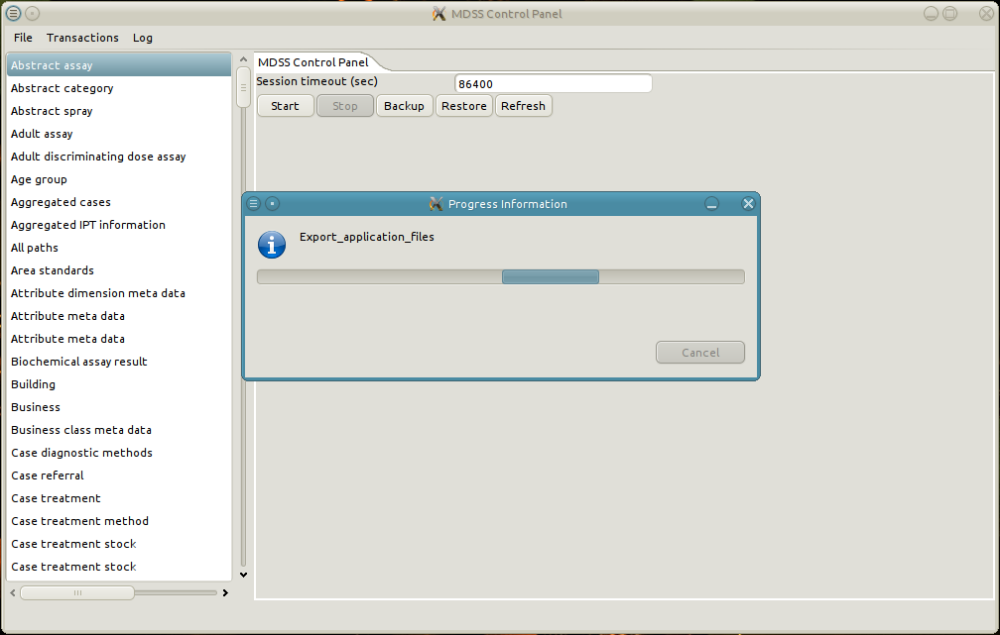 MDSS Control Panel
File Transactions Log
Abstract assay
Abstract category
Abstract spray
Adult assay
Adult discriminating dose assay
Age group
Aggregated cases
Aggregated IPT information
All paths
Area standards
Attribute dimension meta data
Attribute meta data
Attribute meta data
Biochemical assay result
Building
Business
Business class meta data
Case diagnostic methods
Case referral
Case treatment
Case treatment method
Case treatment stock
Case treatment stock
MDSS Control Panel
Session timeout (sec) 86400
Start Stop Backup Restore Refresh
Progress Information
Export_application_files
Cancel